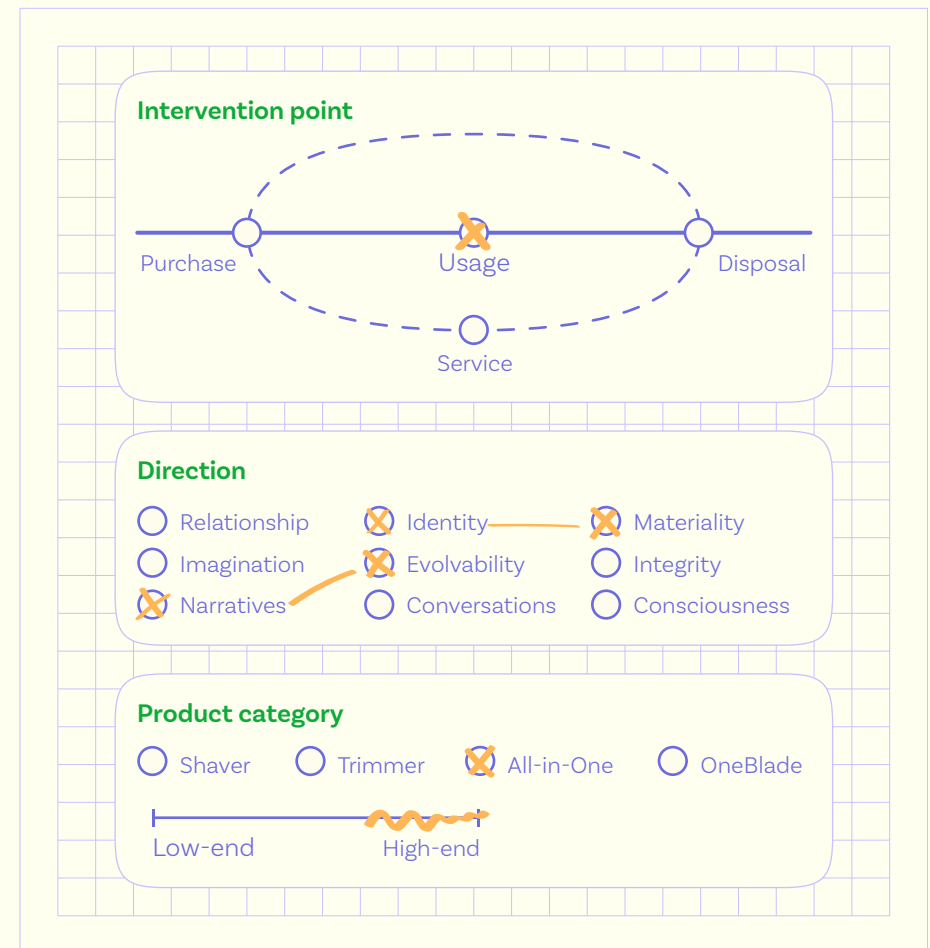 Intervention point
Purchase
Usage
Disposal
Service
Direction
Relationship
Identity
Materiality
Imagination
Evolvability
Integrity
Narratives
Conversations
Consciousness
Product category
Shaver
Trimmer
All-in-One
OneBlade
Low-end
High-end